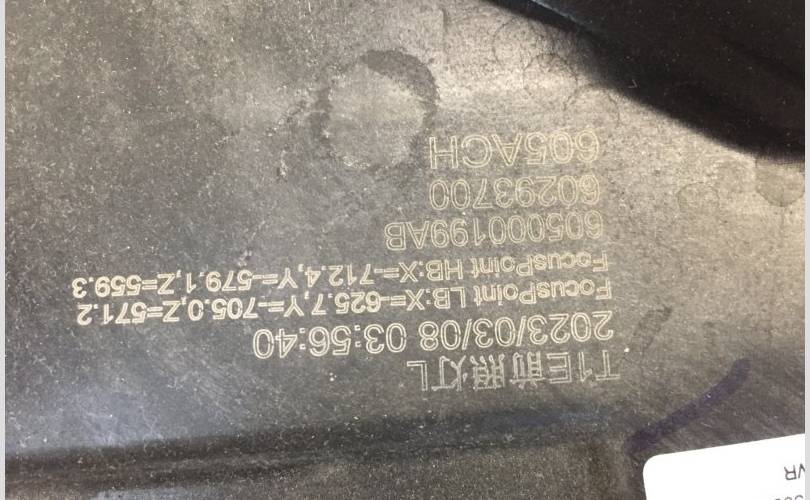 T1E前照灯L
2023/03/08 03:56:40
FocusPoint LB:X=-625.7,Y=-705.0,Z=571.2
FocusPoint HB:X=-712.4,Y=-579.1,Z=559.3
605000199AB
60293700
605ACH
VR